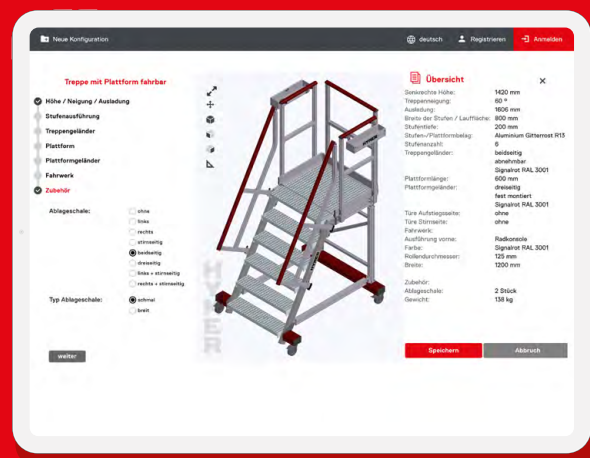 Neue Konfiguration
deutsch
Registrieren
Anmelden
Treppe mit Plattform fahrbar
Höhe / Neigung / Ausladung
Stufenausführung
Treppengeländer
Plattform
Plattformgeländer
Fahrwerk
Zubehör
Ablageschale:
ohne
links
rechts
stirnseitig
beidseitig
dreiseitig
links + stirnseitig
rechts + stirnseitig
Typ Ablageschale:
schmal
breit
weiter
HYMER
Übersicht
Senkrechte Höhe: 1420 mm
Treppenneigung: 60 °
Ausladung: 1606 mm
Breite der Stufen / Lauffläche: 800 mm
Stufentiefe: 200 mm
Stufen-/Plattformbelag: Aluminium Gitterrost R13
Stufenanzahl: 6
Treppengeländer: beidseitig
abnehmbar
Signalrot RAL 3001
Plattformlänge: 600 mm
Plattformgeländer: dreiseitig
fest montiert
Signalrot RAL 3001
Türe Aufstiegsseite: ohne
Türe Stirnseite: ohne
Fahrwerk:
Ausführung vorne: Radkonsole
Farbe: Signalrot RAL 3001
Rollendurchmesser: 125 mm
Breite: 1200 mm
Zubehör:
Ablageschale: 2 Stück
Gewicht: 138 kg
Speichern
Abbruch